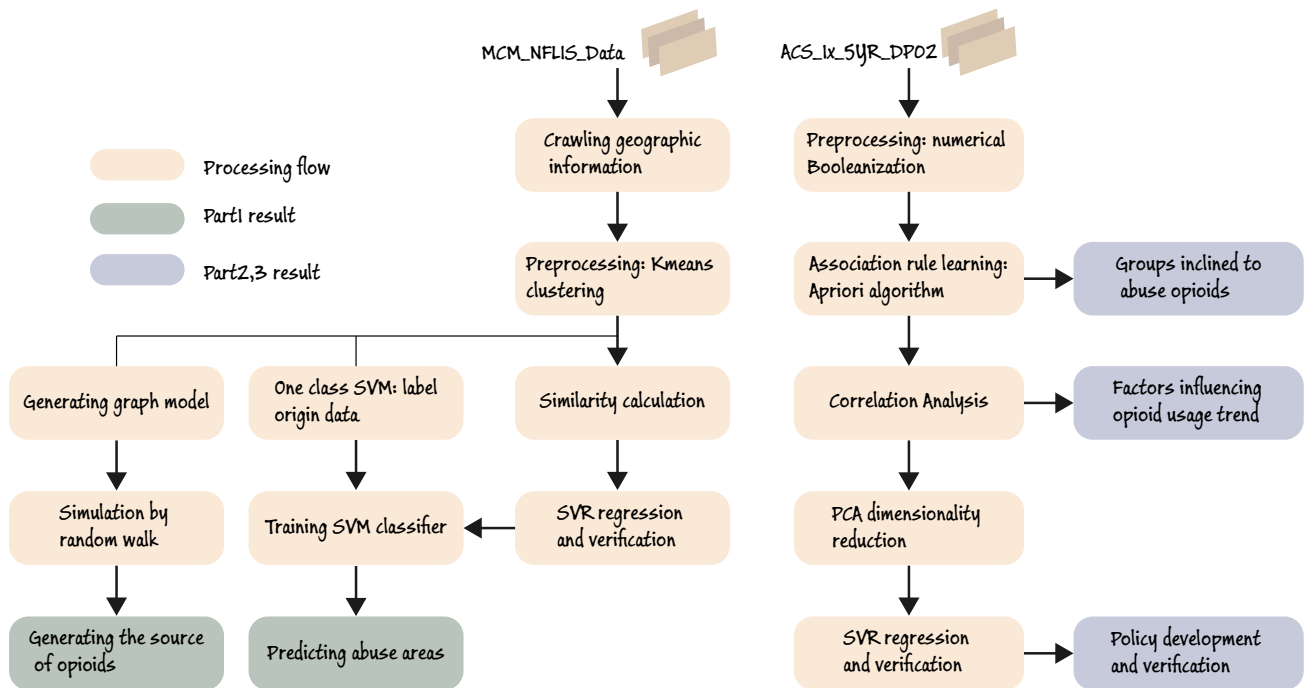 MCM_NFLIS_Data
ACS_1x_5YR_DP02
Processing flow
Part1 result
Part2,3 result
Crawling geographic
information
Preprocessing: numerical
Booleanization
Preprocessing: Kmeans
clustering
Association rule learning:
Apriori algorithm
Groups inclined to
abuse opioids
Generating graph model
One class SVM: label
origin data
Similarity calculation
Correlation Analysis
Factors influencing
opioid usage trend
Simulation by
random walk
Training SVM classifier
SVR regression
and verification
PCA dimensionality
reduction
Generating the source
of opioids
Predicting abuse areas
SVR regression
and verification
Policy development
and verification